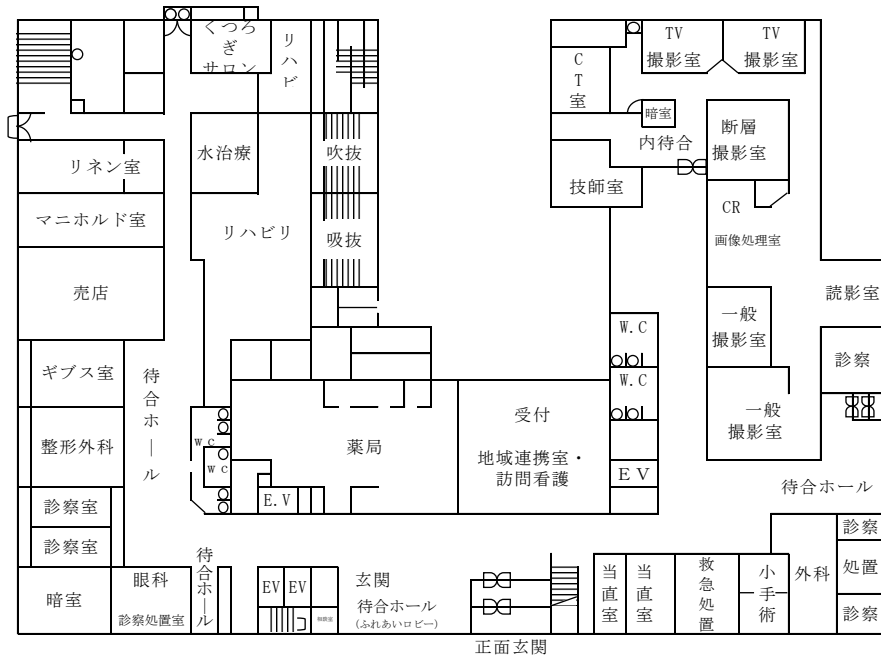 くつろ
ぎ
サロン
リハビ
TV
撮影室
TV
撮影室
CT室
暗室
内待合
断層
撮影室
リネン室
水治療
吹抜
技師室
マニホルド室
リハビリ
吸抜
CR
画像処理室
売店
読影室
W.C
一般
撮影室
ギプス室
待合ホール
W.C
診察
受付
一般
撮影室
整形外科
WC
薬局
地域連携室・
訪問看護
WC
EV
待合ホール
診察室
E.V
診察
診察室
待合ホール
暗室
眼科
診察処置室
EV
EV
玄関
待合ホール
(ふれあいロビー)
当直室
当直室
救急処置
小手術
外科
処置
診察
正面玄関